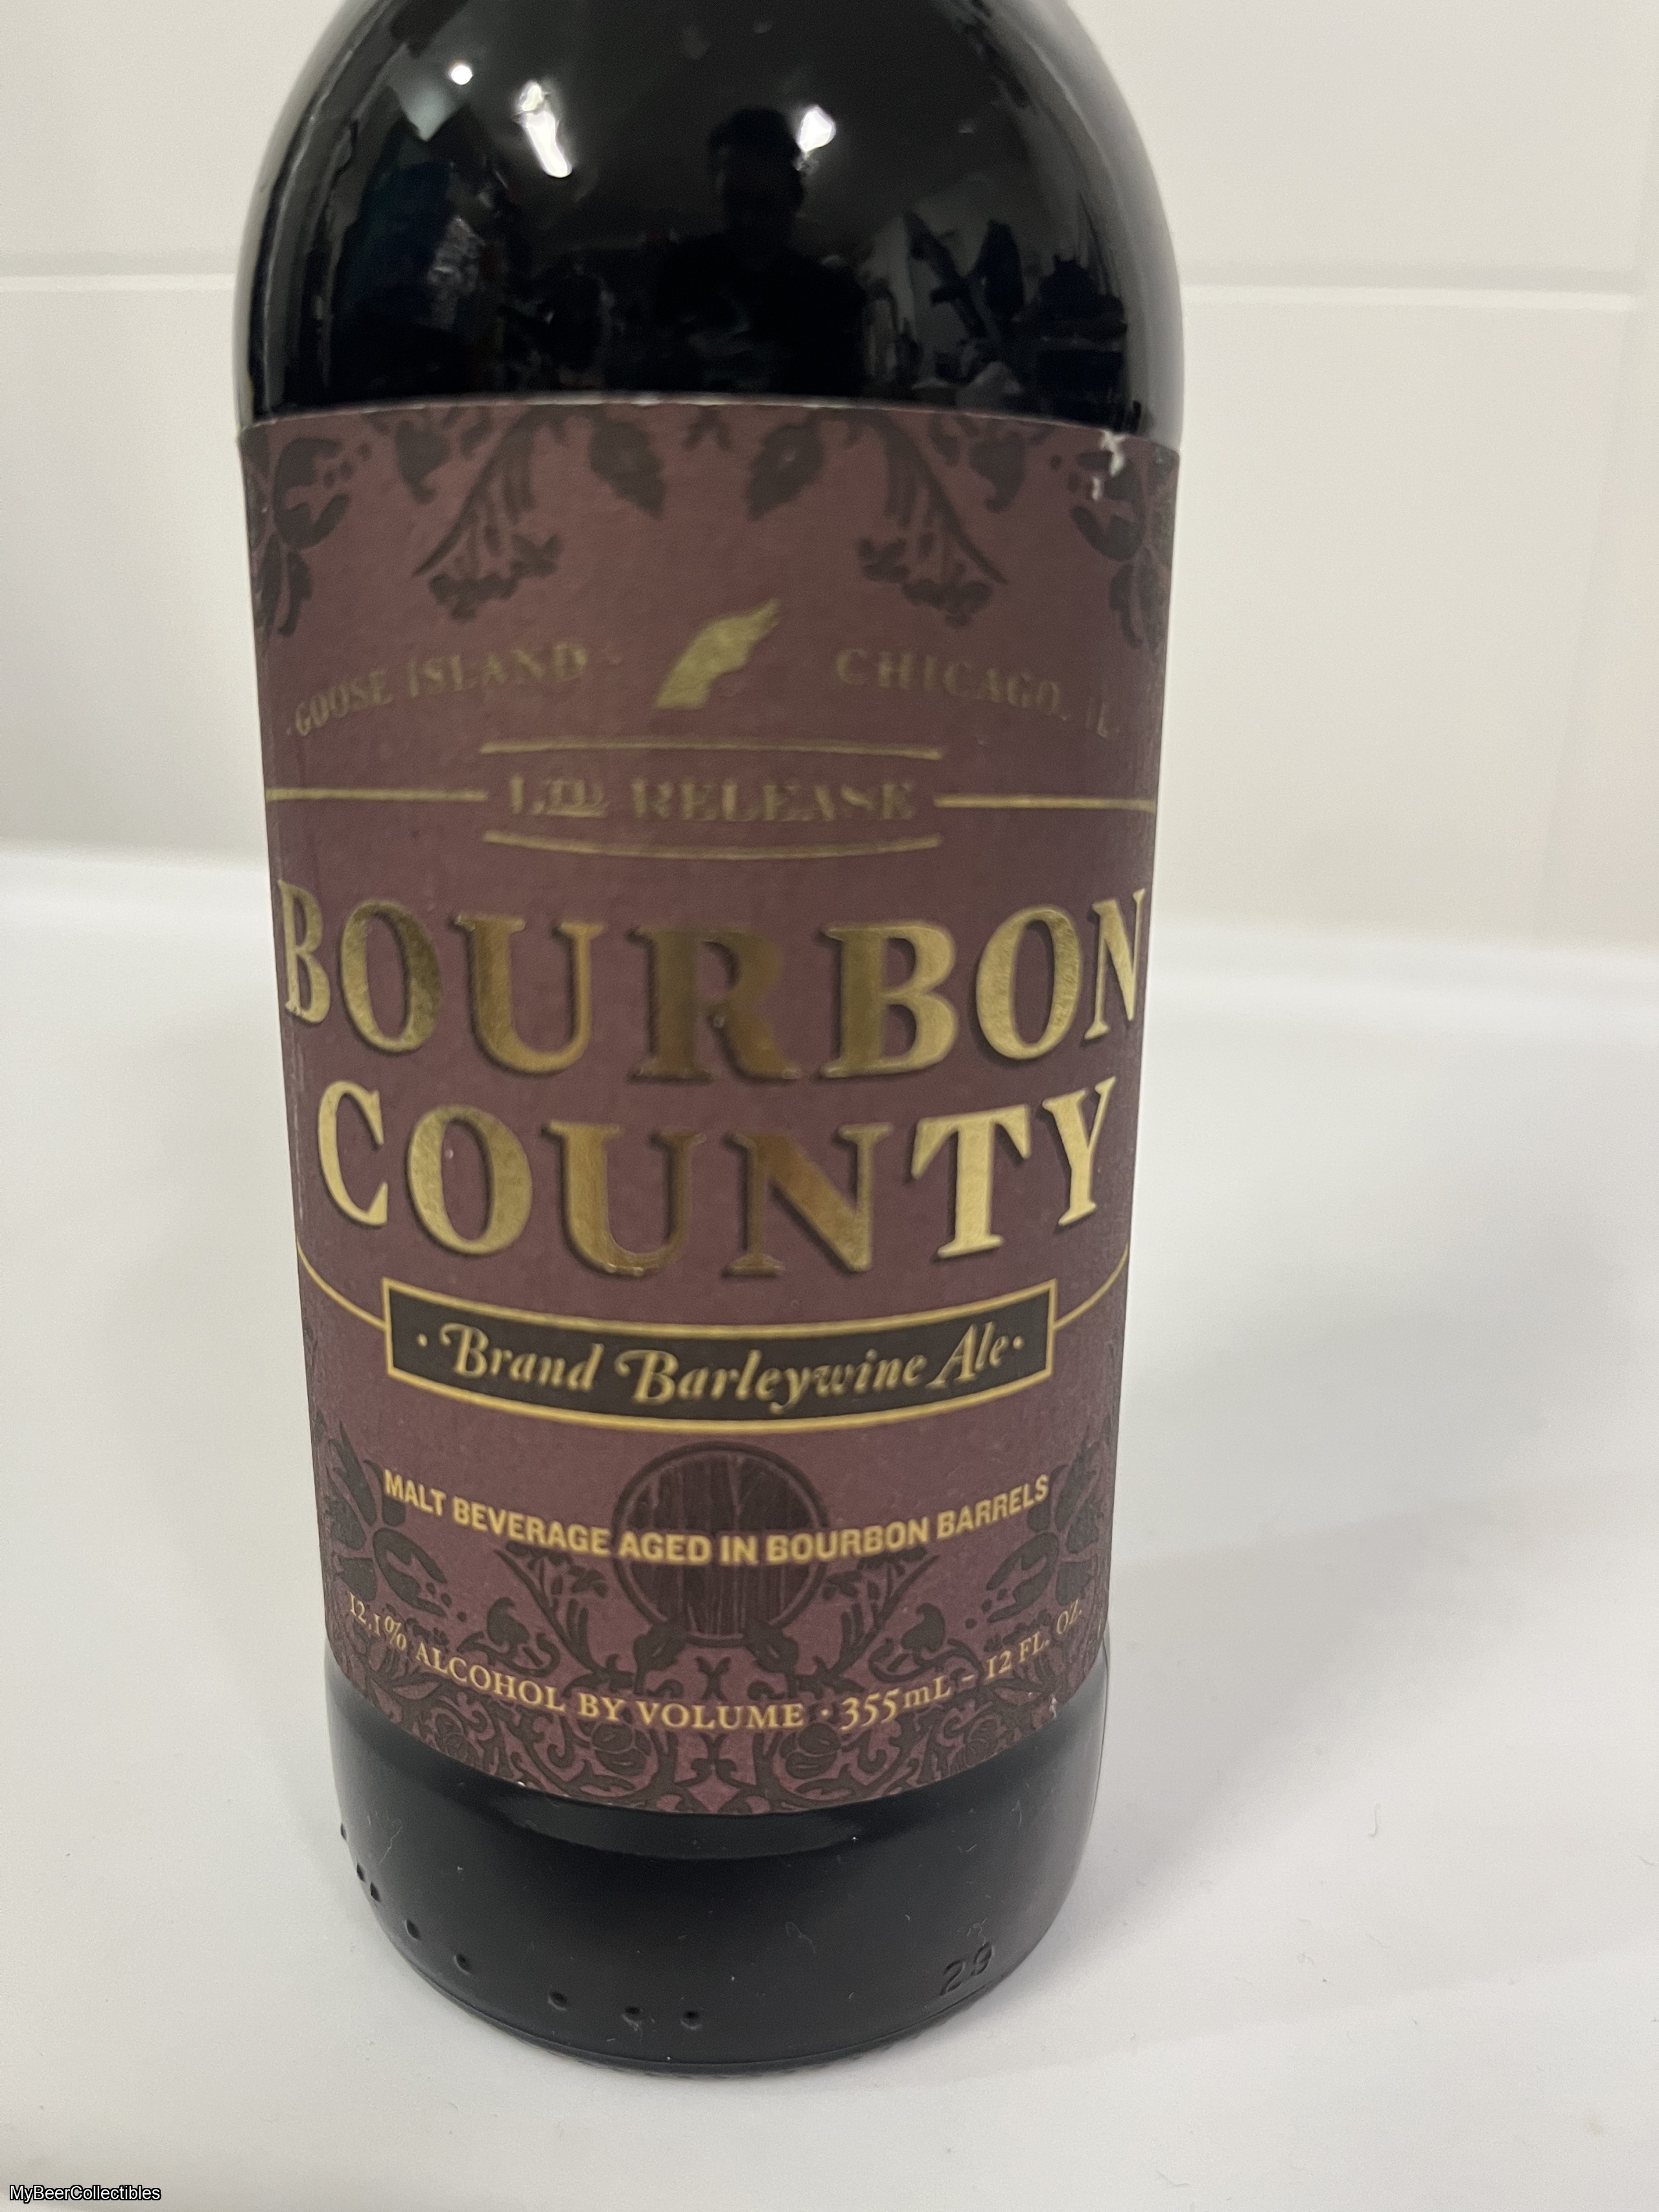 ·GOOSE ISLAND
CHICAGO, IL·
LTD RELEASE
BOURBON
COUNTY
·Brand Barleywine Ale·
MALT BEVERAGE AGED IN BOURBON BARRELS
12.1% ALCOHOL BY VOLUME · 355mL – 12 FL. OZ.
29
MyBeerCollectibles